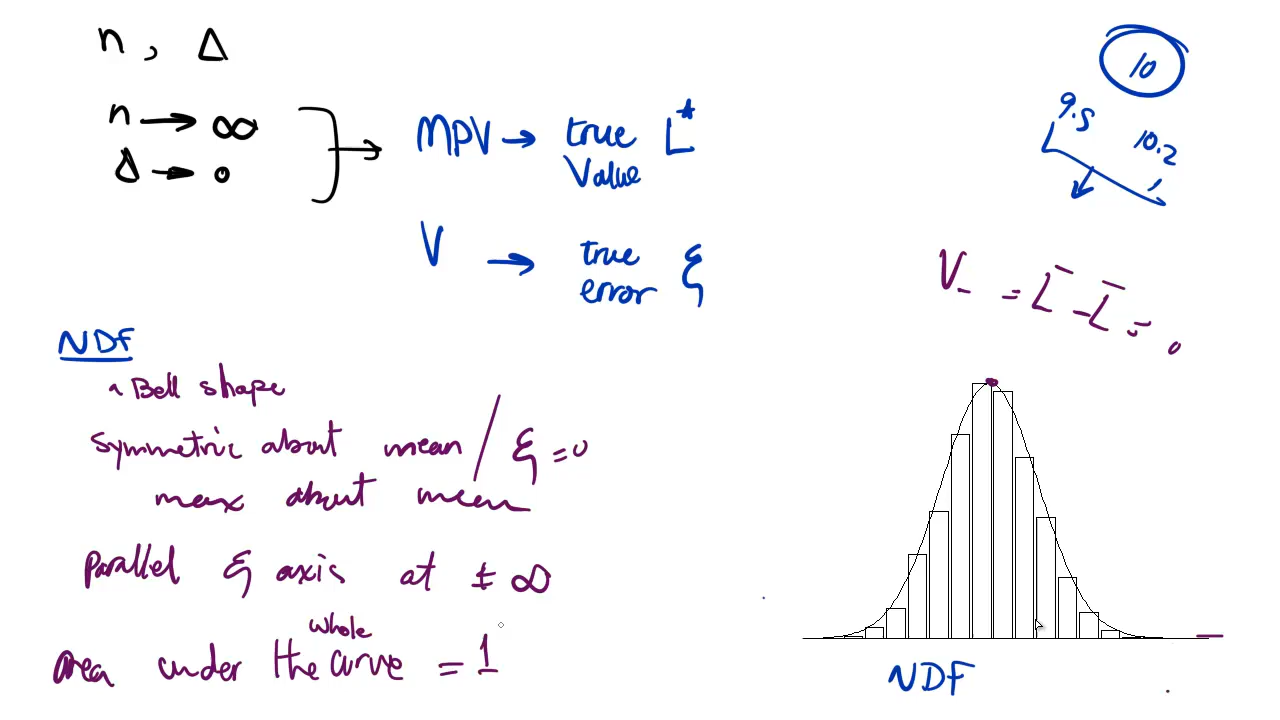 n , Δ
n → ∞
Δ → 0
MPV → true L*
Value
V → true ξ
error
10
9.5
10.2
V_ = L̄ - L̄ = 0
NDF
Bell shape
Symmetric about mean / ξ = 0
max about mean
Parallel ξ axis at ± ∞
whole
area under the curve = 1
NDF